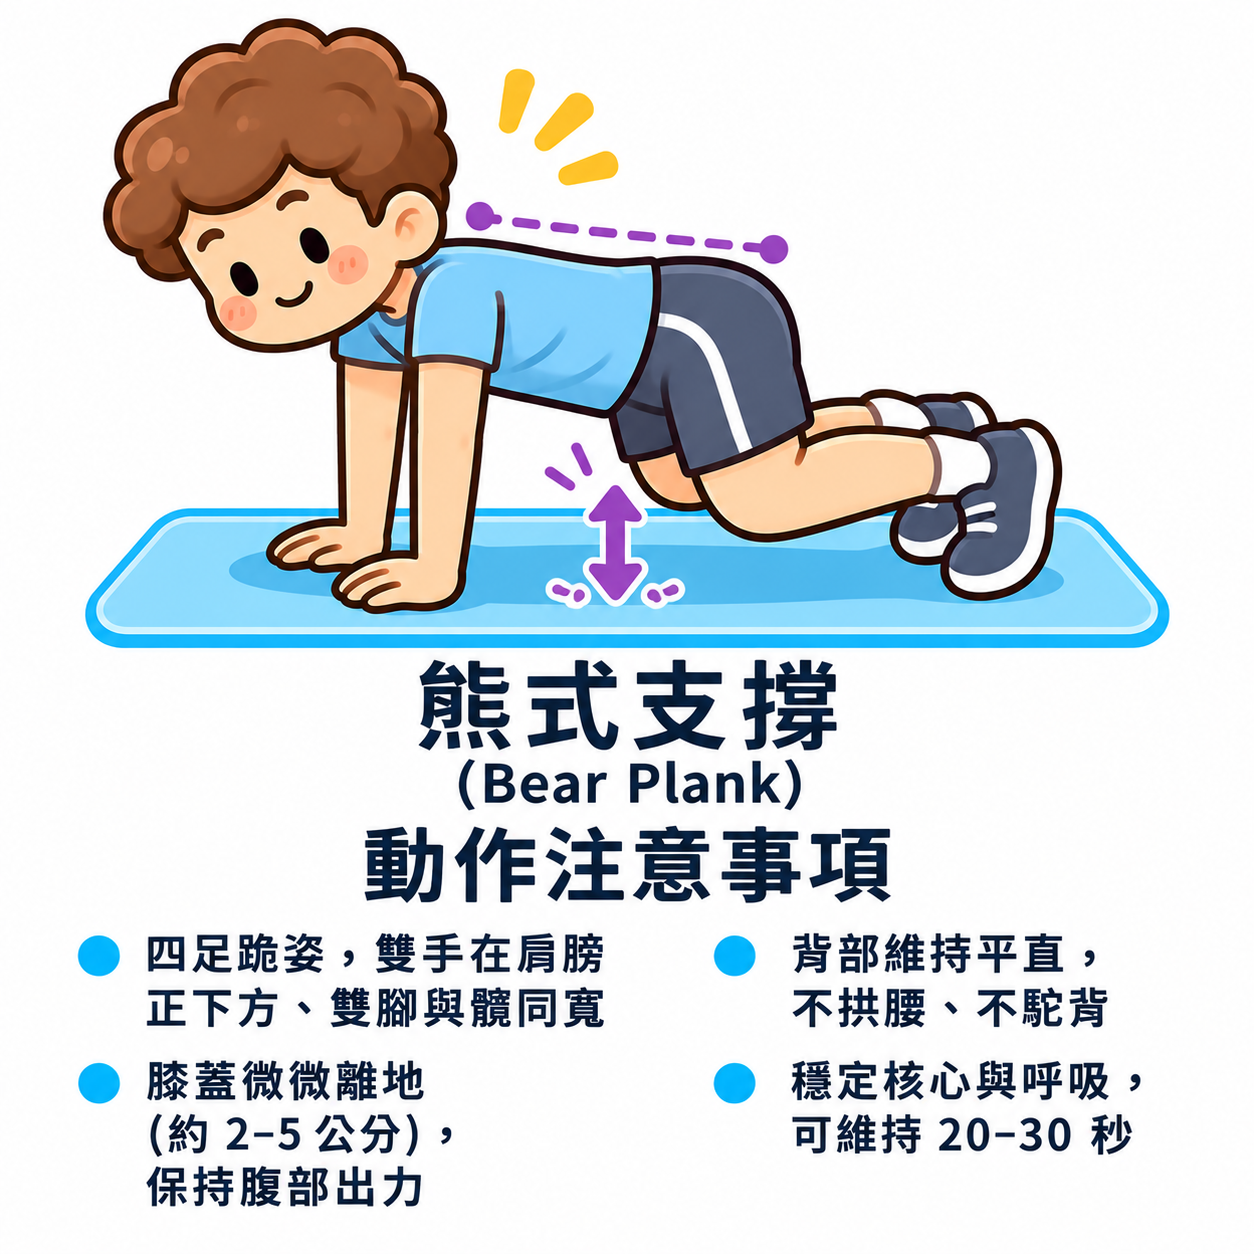 熊式支撐
(Bear Plank)
動作注意事項
四足跪姿，雙手在肩膀
正下方、雙腳與髖同寬
膝蓋微微離地
(約 2–5 公分)，
保持腹部出力
背部維持平直，
不拱腰、不駝背
穩定核心與呼吸，
可維持 20–30 秒